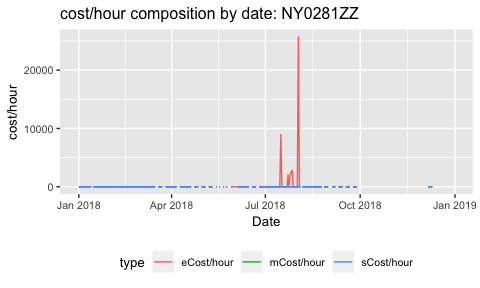 cost/hour composition by date: NY0281ZZ
cost/hour
20000
10000
0
Jan 2018 Apr 2018 Jul 2018 Oct 2018 Jan 2019
Date
type eCost/hour mCost/hour sCost/hour